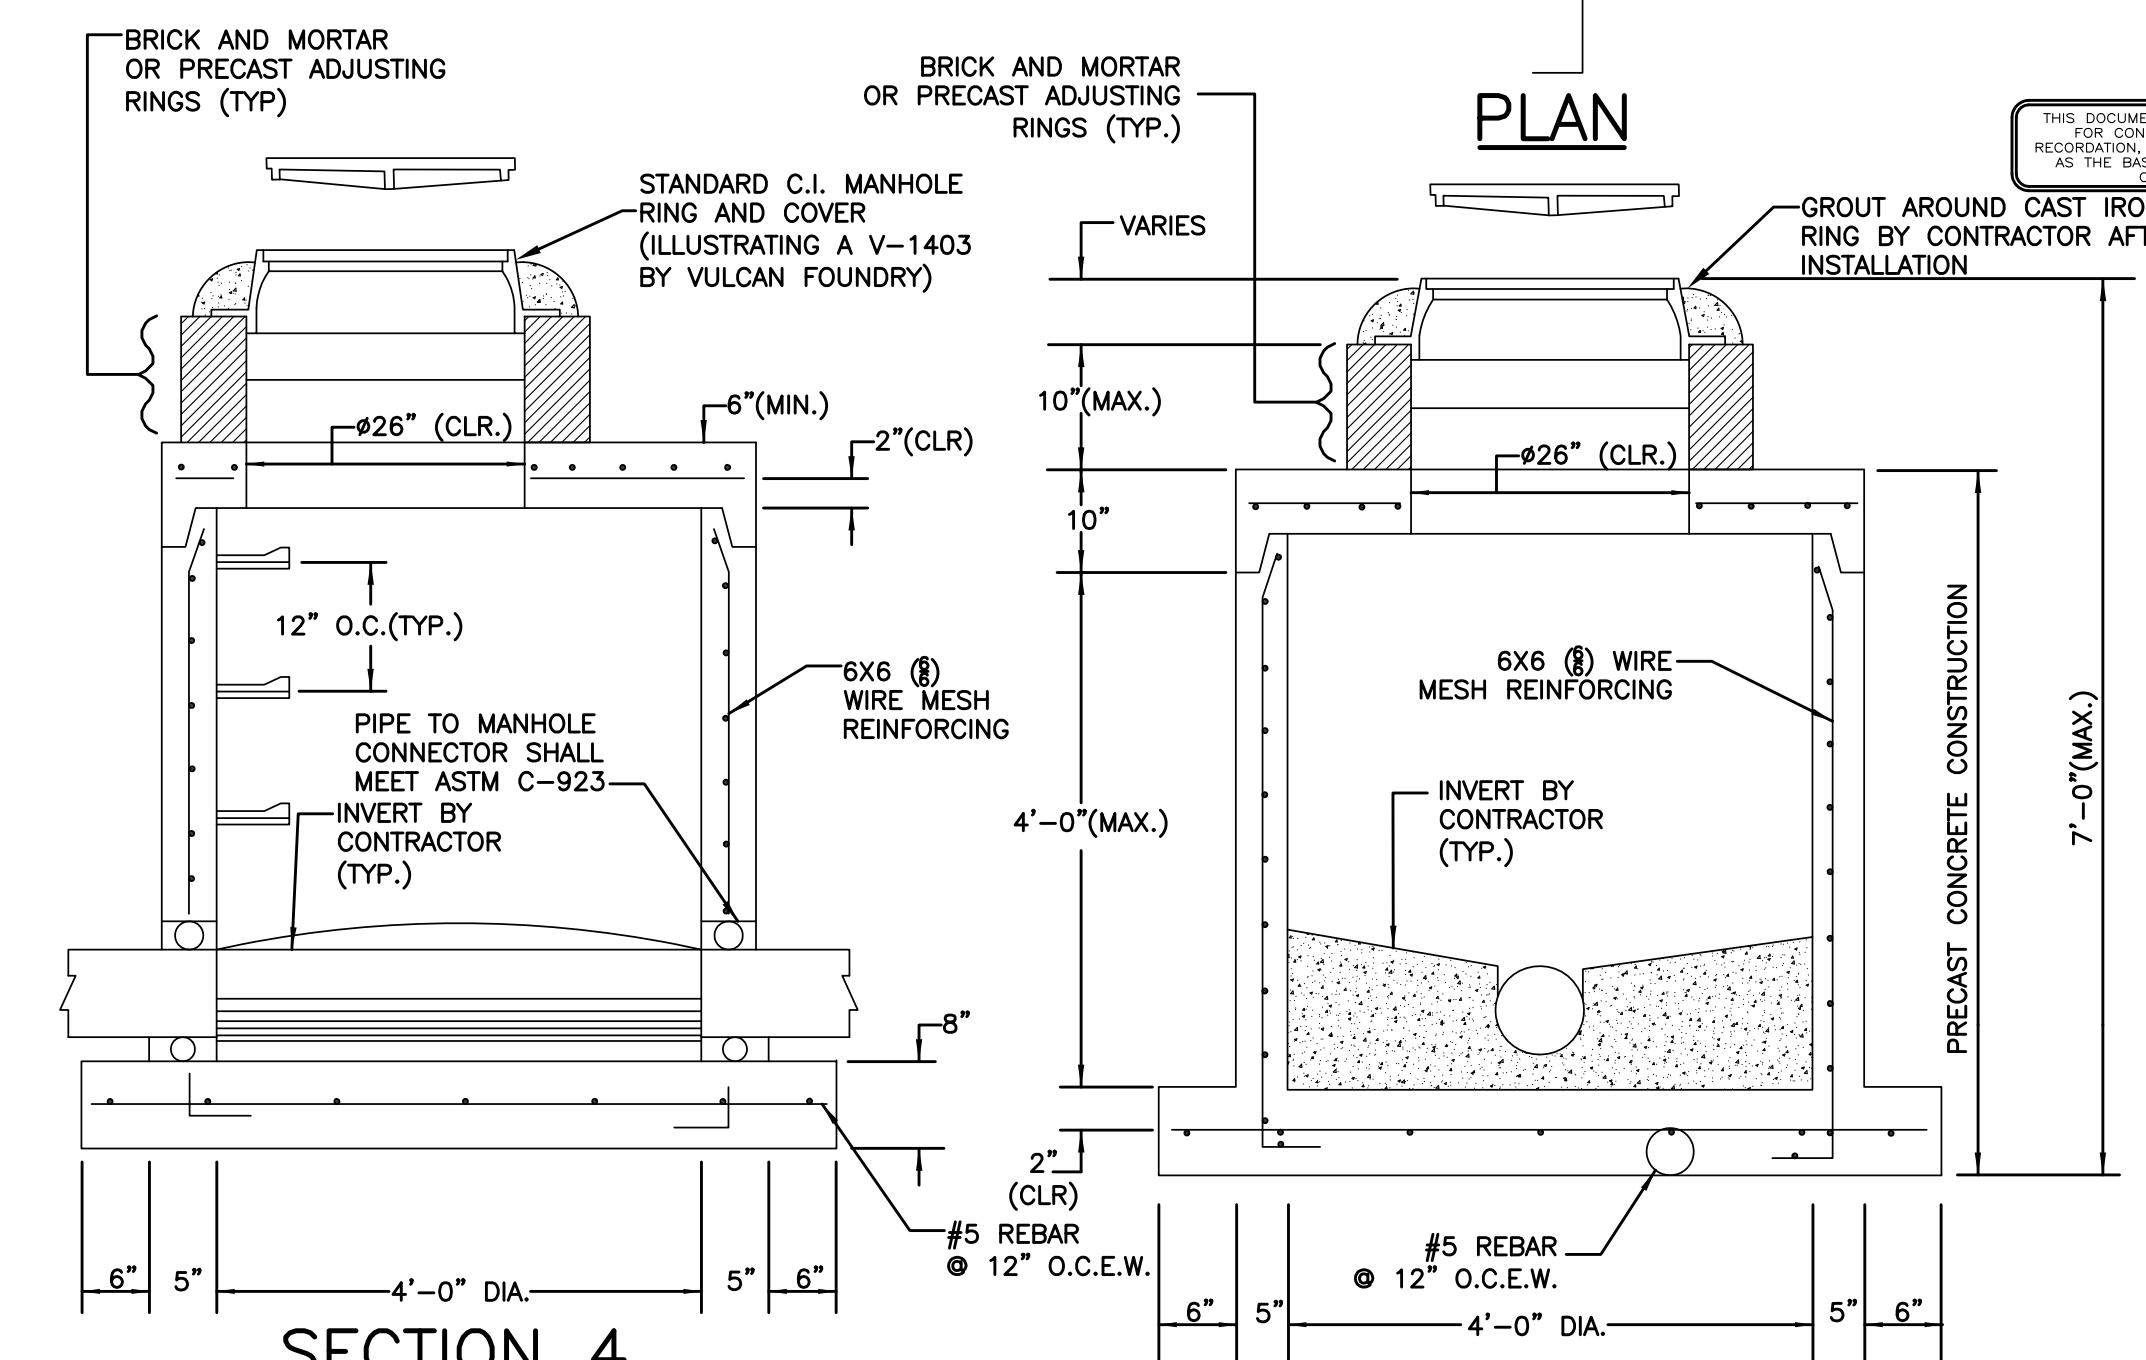 BRICK AND MORTAR
OR PRECAST ADJUSTING
RINGS (TYP)
STANDARD C.I. MANHOLE
RING AND COVER
(ILLUSTRATING A V-1403
BY VULCAN FOUNDRY)
6”(MIN.)
ø26” (CLR.)
2”(CLR)
12” O.C.(TYP.)
6X6 (6/6)
WIRE MESH
REINFORCING
PIPE TO MANHOLE
CONNECTOR SHALL
MEET ASTM C-923
INVERT BY
CONTRACTOR
(TYP.)
8”
#5 REBAR
@ 12” O.C.E.W.
6”
5”
4'-0” DIA.
5”
6”
SECTION 4
PLAN
BRICK AND MORTAR
OR PRECAST ADJUSTING
RINGS (TYP.)
THIS DOCUME
FOR CON
RECORDATION,
AS THE BAS
VARIES
GROUT AROUND CAST IRO
RING BY CONTRACTOR AFT
INSTALLATION
10”(MAX.)
ø26” (CLR.)
10”
6X6 (6/6) WIRE
MESH REINFORCING
4'-0”(MAX.)
INVERT BY
CONTRACTOR
(TYP.)
PRECAST CONCRETE CONSTRUCTION
7'-0”(MAX.)
2”
(CLR)
#5 REBAR
@ 12” O.C.E.W.
6”
5”
4'-0” DIA.
5”
6”